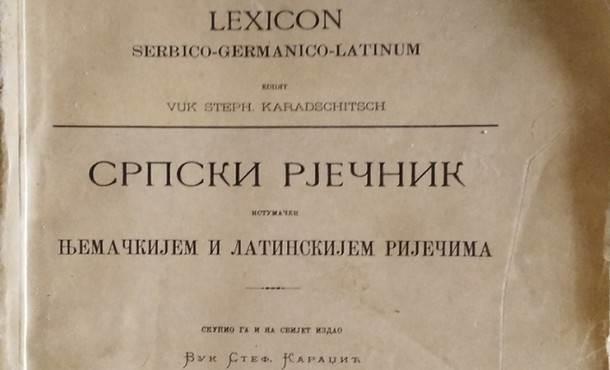 LEXICON
SERBICO-GERMANICO-LATINUM
EDIDIT
VUK STEPH. KARADSCHITSCH
СРПСКИ РЈЕЧНИК
ИСТУМАЧЕН
ЊЕМАЧКИЈЕМ И ЛАТИНСКИЈЕМ РИЈЕЧИМА
СКУПИО ГА И НА СВИЈЕТ ИЗДАО
ВУК СТЕФ. КАРАЏИЋ